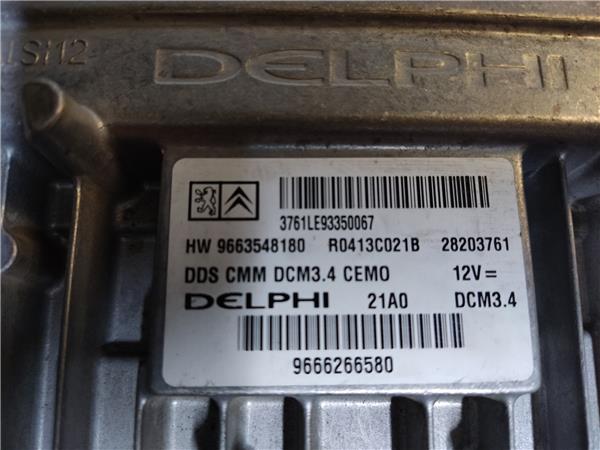 DELPHI
3761LE93350067
HW 9663548180 R0413C021B 28203761
DDS CMM DCM3.4 CEMO 12V=
DELPHI 21A0 DCM3.4
9666266580